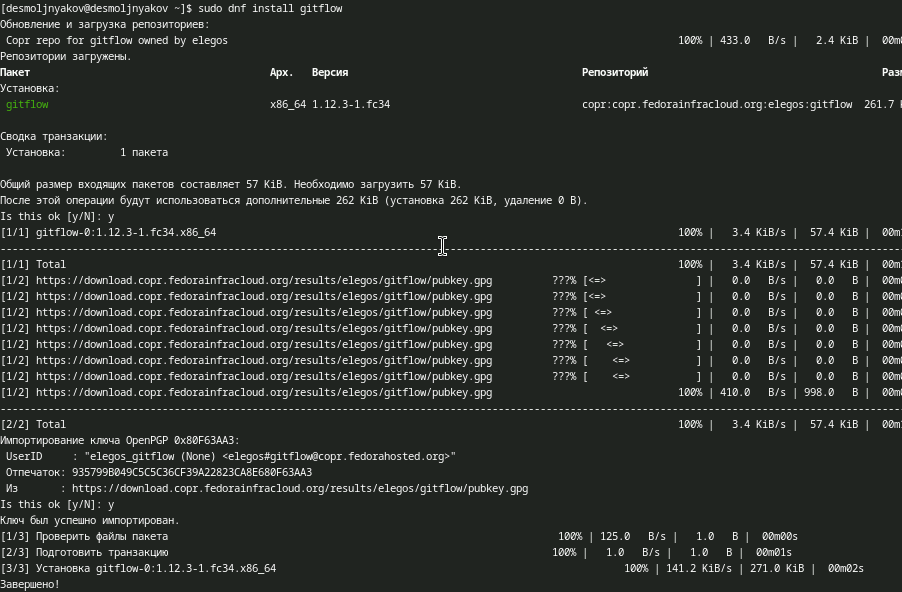 [desmoljnyakov@desmoljnyakov ~]$ sudo dnf install gitflow
Обновление и загрузка репозиториев:
Copr repo for gitflow owned by elegos 100% | 433.0 B/s | 2.4 KiB | 00m
Репозитории загружены.
Пакет Арх. Версия Репозиторий Разм
Установка:
gitflow x86_64 1.12.3-1.fc34 copr:copr.fedorainfracloud.org:elegos:gitflow 261.7 K
Сводка транзакции:
Установка: 1 пакета
Общий размер входящих пакетов составляет 57 KiB. Необходимо загрузить 57 KiB.
После этой операции будут использоваться дополнительные 262 KiB (установка 262 KiB, удаление 0 B).
Is this ok [y/N]: y
[1/1] gitflow-0:1.12.3-1.fc34.x86_64 100% | 3.4 KiB/s | 57.4 KiB | 00m
--------------------------------------------------------------------------------
[1/1] Total 100% | 3.4 KiB/s | 57.4 KiB | 00m
[1/2] https://download.copr.fedorainfracloud.org/results/elegos/gitflow/pubkey.gpg ???% [<=> ] | 0.0 B/s | 0.0 B | 00m
[1/2] https://download.copr.fedorainfracloud.org/results/elegos/gitflow/pubkey.gpg ???% [<=> ] | 0.0 B/s | 0.0 B | 00m
[1/2] https://download.copr.fedorainfracloud.org/results/elegos/gitflow/pubkey.gpg ???% [ <=> ] | 0.0 B/s | 0.0 B | 00m
[1/2] https://download.copr.fedorainfracloud.org/results/elegos/gitflow/pubkey.gpg ???% [ <=> ] | 0.0 B/s | 0.0 B | 00m
[1/2] https://download.copr.fedorainfracloud.org/results/elegos/gitflow/pubkey.gpg ???% [ <=> ] | 0.0 B/s | 0.0 B | 00m
[1/2] https://download.copr.fedorainfracloud.org/results/elegos/gitflow/pubkey.gpg ???% [ <=> ] | 0.0 B/s | 0.0 B | 00m
[1/2] https://download.copr.fedorainfracloud.org/results/elegos/gitflow/pubkey.gpg ???% [ <=> ] | 0.0 B/s | 0.0 B | 00m
[1/2] https://download.copr.fedorainfracloud.org/results/elegos/gitflow/pubkey.gpg 100% | 410.0 B/s | 998.0 B | 00m
--------------------------------------------------------------------------------
[2/2] Total 100% | 3.4 KiB/s | 57.4 KiB | 00m
Импортирование ключа OpenPGP 0x80F63AA3:
UserID : "elegos_gitflow (None) <elegos#gitflow@copr.fedorahosted.org>"
Отпечаток: 935799B049C5C5C36CF39A22823CA8E680F63AA3
Из : https://download.copr.fedorainfracloud.org/results/elegos/gitflow/pubkey.gpg
Is this ok [y/N]: y
Ключ был успешно импортирован.
[1/3] Проверить файлы пакета 100% | 125.0 B/s | 1.0 B | 00m00s
[2/3] Подготовить транзакцию 100% | 1.0 B/s | 1.0 B | 00m01s
[3/3] Установка gitflow-0:1.12.3-1.fc34.x86_64 100% | 141.2 KiB/s | 271.0 KiB | 00m02s
Завершено!